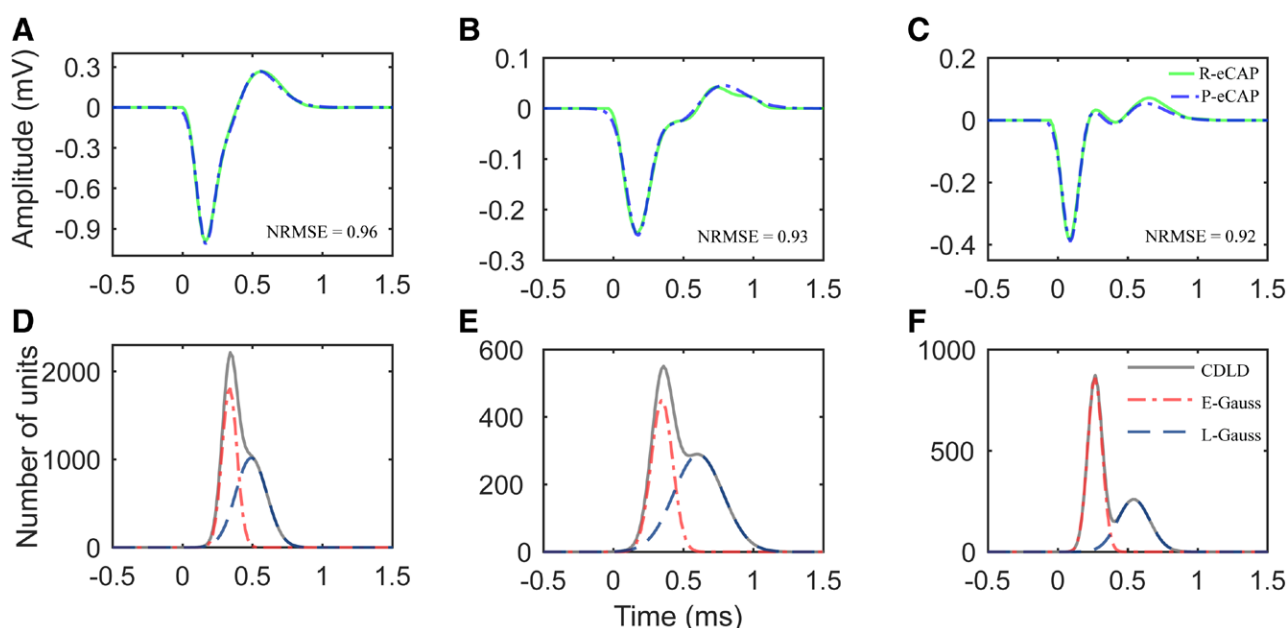 A
B
C
Amplitude (mV)
0.3
0
-0.3
-0.6
-0.9
NRMSE = 0.96
-0.5 0 0.5 1 1.5
0.1
0
-0.1
-0.2
-0.3
NRMSE = 0.93
-0.5 0 0.5 1 1.5
0.2
0
-0.2
-0.4
R-eCAP
P-eCAP
NRMSE = 0.92
-0.5 0 0.5 1 1.5
D
E
F
Number of units
2000
1000
0
-0.5 0 0.5 1 1.5
600
400
200
0
-0.5 0 0.5 1 1.5
1000
500
0
CDLD
E-Gauss
L-Gauss
-0.5 0 0.5 1 1.5
Time (ms)